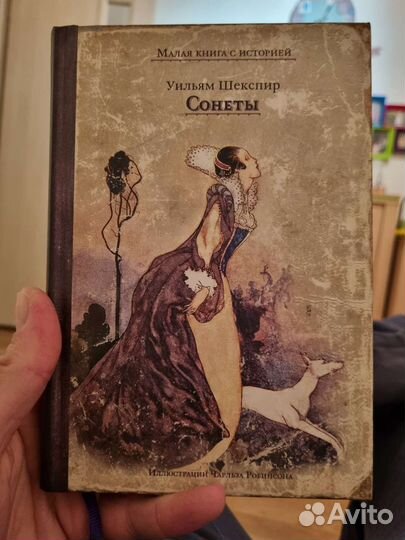 Малая книга с историей
Уильям Шекспир
Сонеты
Иллюстрации Чарльза Робинсона
Avito